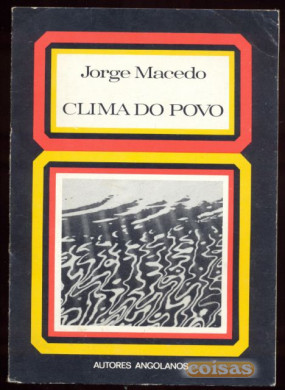 Jorge Macedo
CLIMA DO POVO
AUTORES ANGOLANOS
coisas